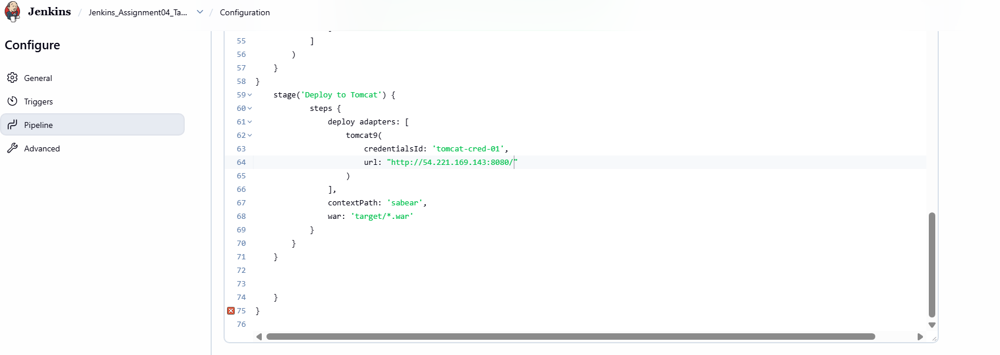 Jenkins / Jenkins_Assignment04_Ta... / Configuration
Configure
General
Triggers
Pipeline
Advanced
55 ]
56 )
57 }
58 }
59 stage('Deploy to Tomcat') {
60 steps {
61 deploy adapters: [
62 tomcat9(
63 credentialsId: 'tomcat-cred-01',
64 url: "http://54.221.169.143:8080/"
65 )
66 ],
67 contextPath: 'sabear',
68 war: 'target/*.war'
69 }
70 }
71 }
72
73
74 }
75 }
76